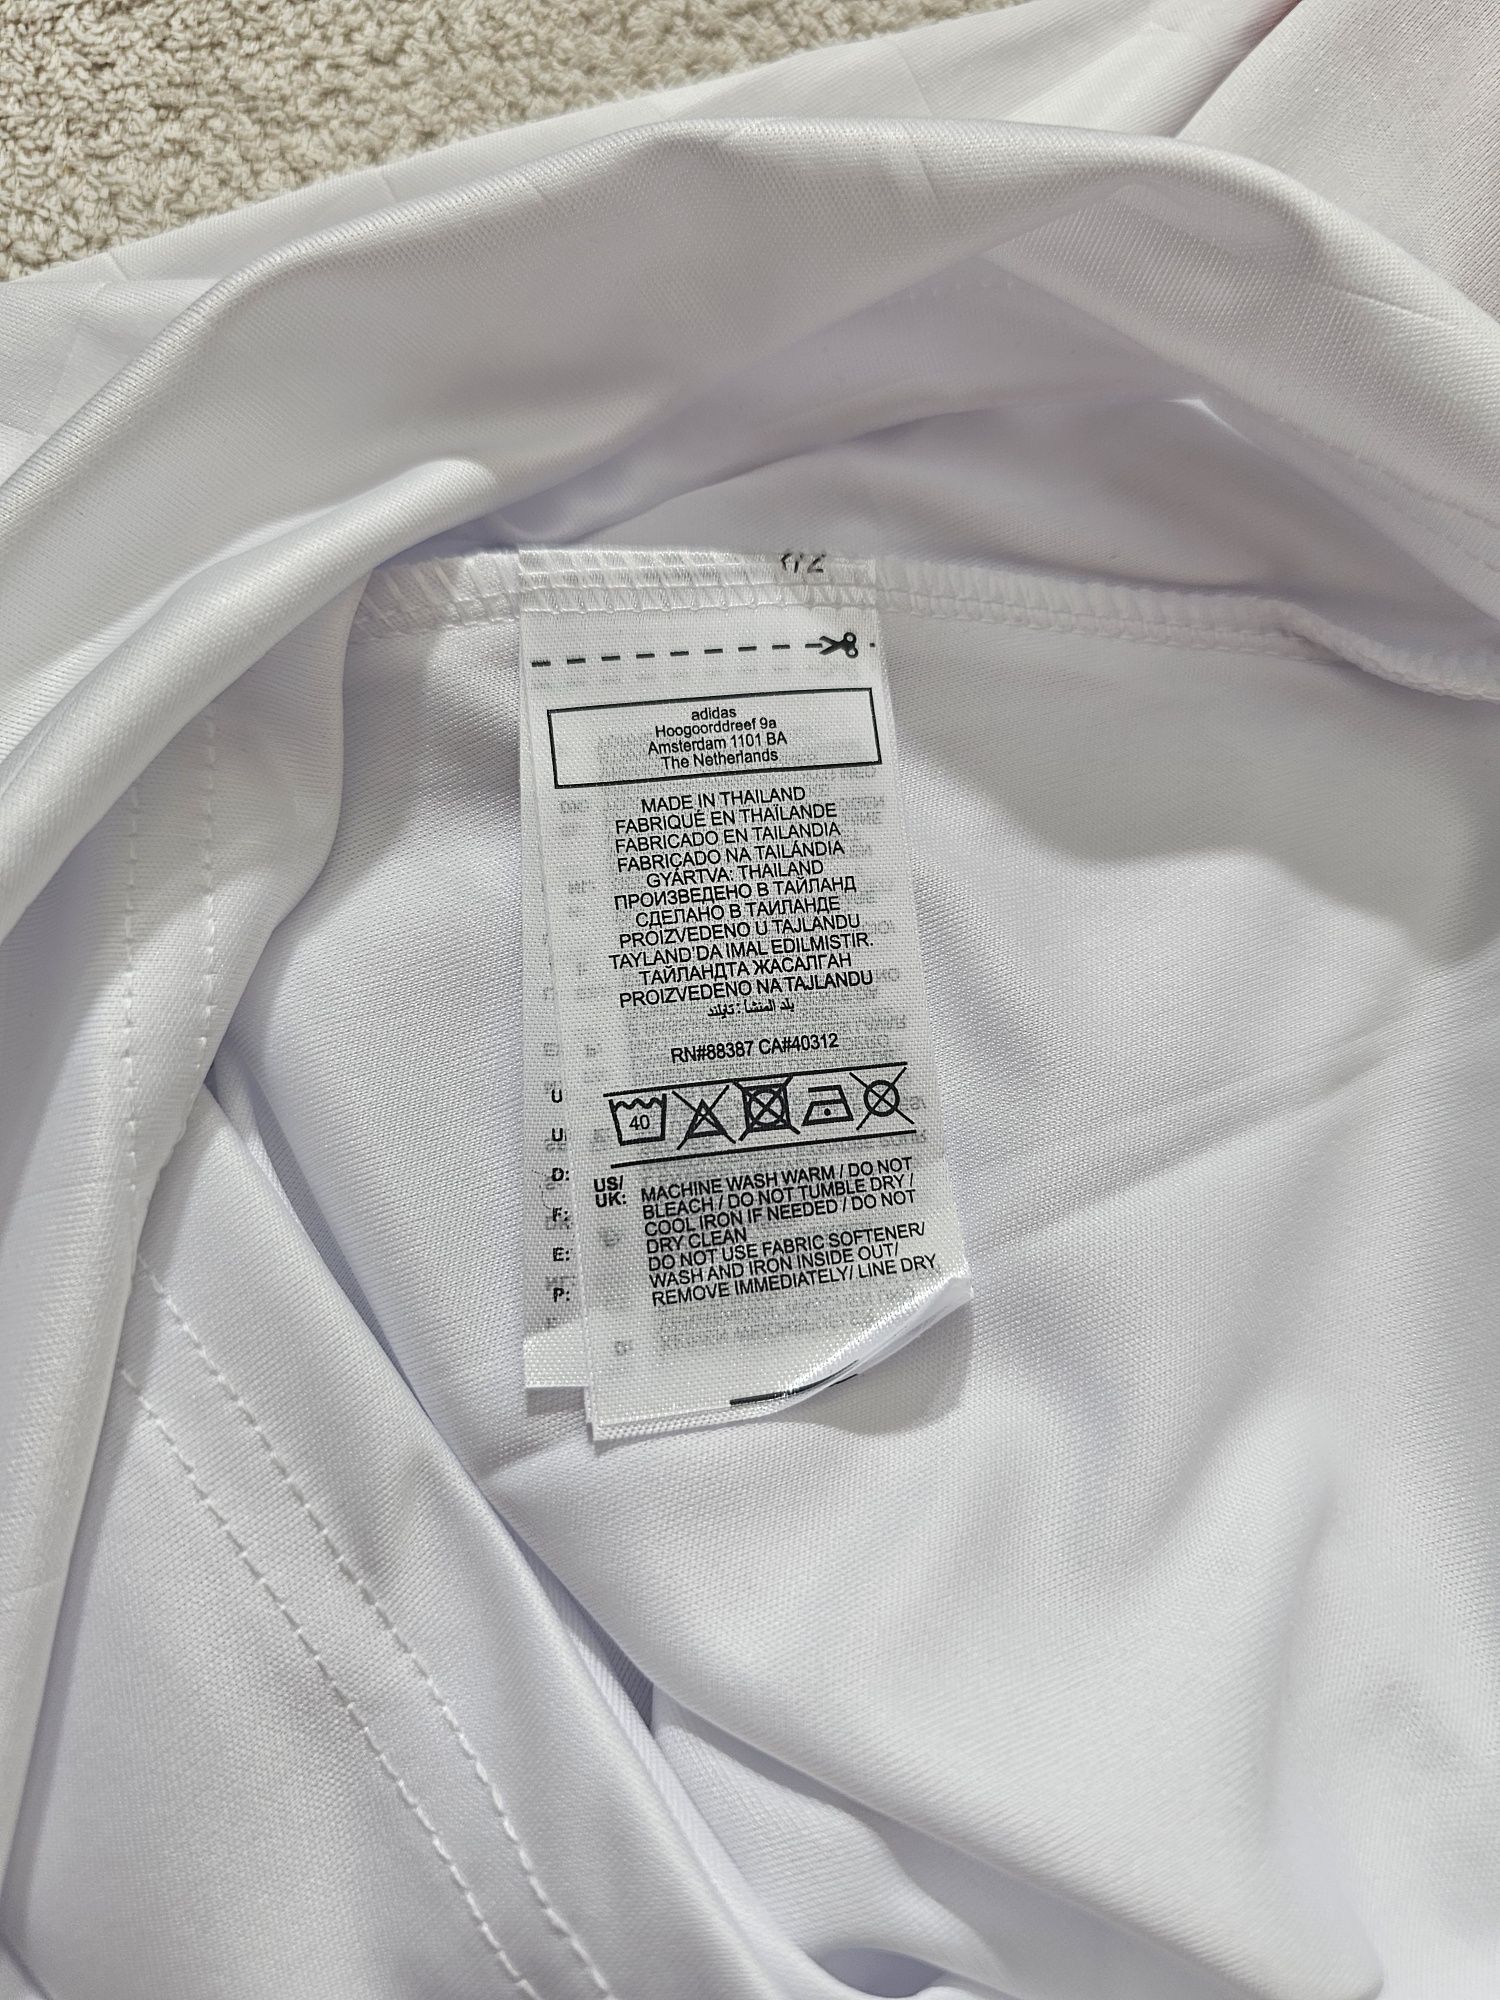 adidas
Hoogoorddreef 9a
Amsterdam 1101 BA
The Netherlands
MADE IN THAILAND
FABRIQUÉ EN THAÏLANDE
FABRICADO EN TAILANDIA
FABRICADO NA TAILÂNDIA
GYÁRTVA: THAILAND
ПРОИЗВЕДЕНО В ТАЙЛАНД
СДЕЛАНО В ТАИЛАНДЕ
PROIZVEDENO U TAJLANDU
TAYLAND'DA IMAL EDILMISTIR.
ТАЙЛАНДТА ЖАСАЛҒАН
PROIZVEDENO NA TAJLANDU
بلد المنشأ : تايلند
RN#88387 CA#40312
40
US/
UK:
MACHINE WASH WARM / DO NOT
BLEACH / DO NOT TUMBLE DRY /
COOL IRON IF NEEDED / DO NOT
DRY CLEAN
DO NOT USE FABRIC SOFTENER/
WASH AND IRON INSIDE OUT/
REMOVE IMMEDIATELY/ LINE DRY
U
U
D:
F:
E:
P: